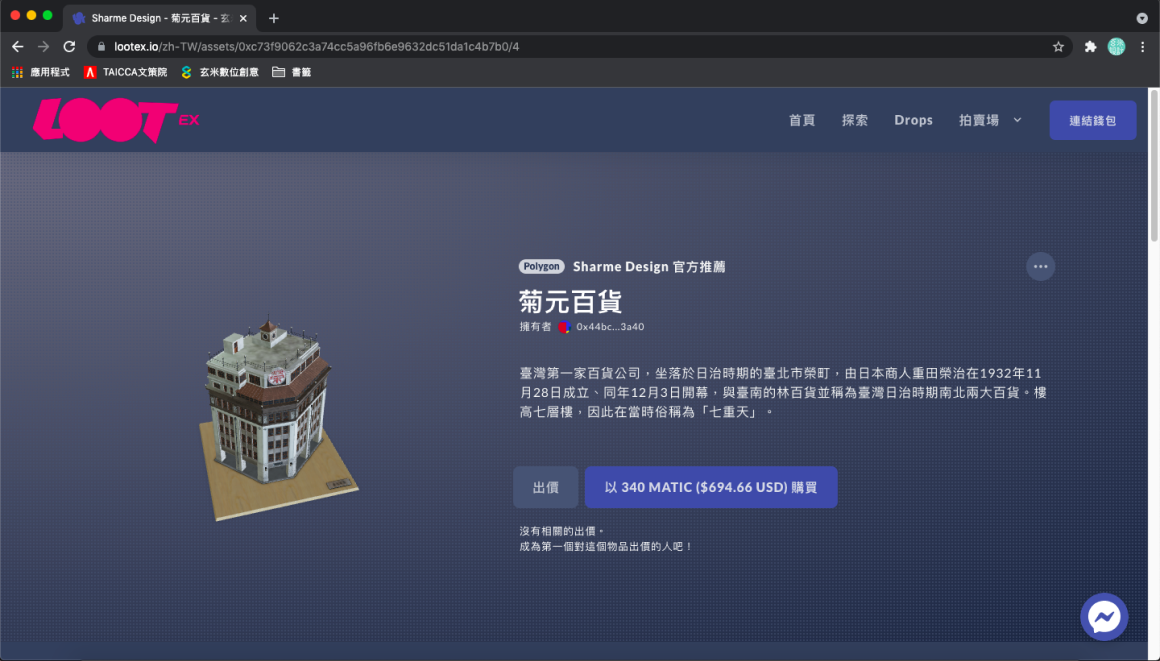 Sharme Design - 菊元百貨 - 玄
lootex.io/zh-TW/assets/0xc73f9062c3a74cc5a96fb6e9632dc51da1c4b7b0/4
應用程式 TAICCA文策院 玄米數位創意 書籤
LOOT EX 首頁 探索 Drops 拍賣場 連結錢包
Polygon Sharme Design 官方推薦
菊元百貨
擁有者 0x44bc...3a40
臺灣第一家百貨公司，坐落於日治時期的臺北市榮町，由日本商人重田榮治在1932年11
月28日成立、同年12月3日開幕，與臺南的林百貨並稱為臺灣日治時期南北兩大百貨。樓
高七層樓，因此在當時俗稱為「七重天」。
出價 以 340 MATIC ($694.66 USD) 購買
沒有相關的出價。
成為第一個對這個物品出價的人吧！